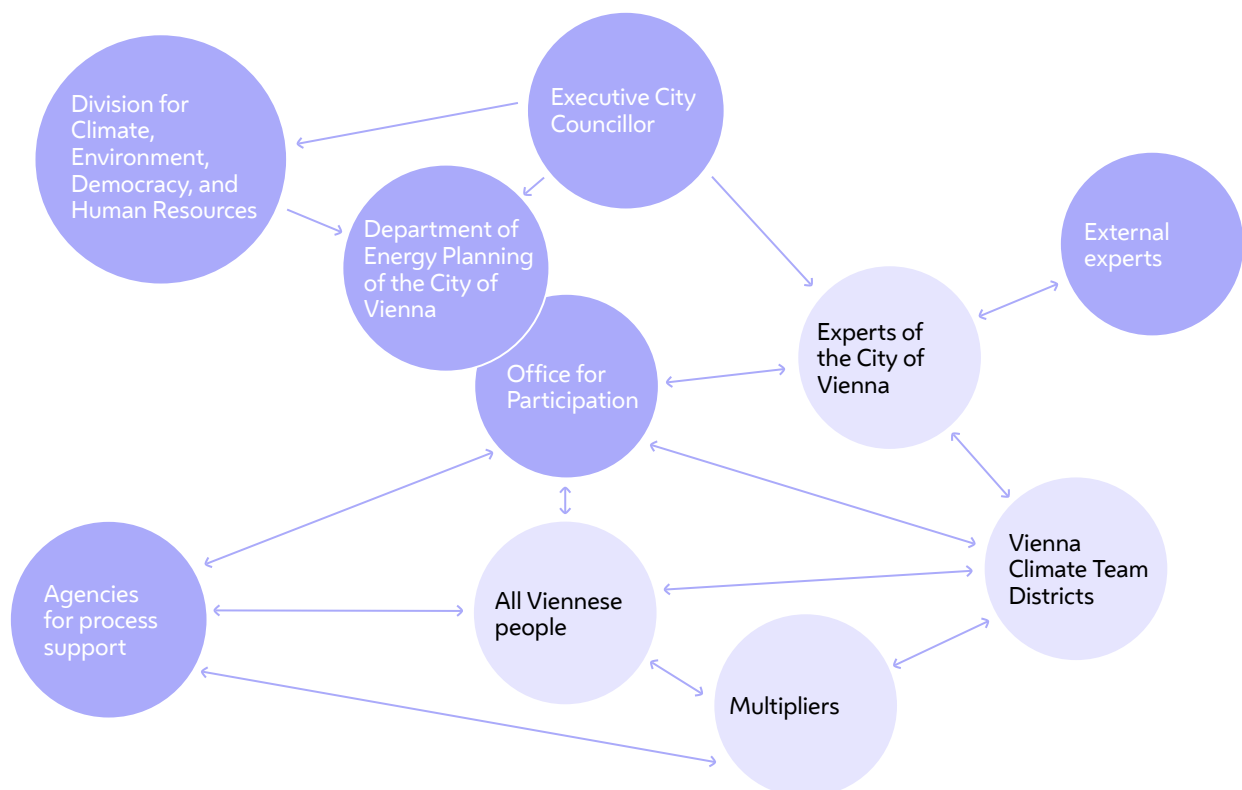 Executive City
Councillor
Division for
Climate,
Environment,
Democracy, and
Human Resources
Department of
Energy Planning
of the City of
Vienna
External
experts
Experts of
the City of
Vienna
Office for
Participation
Vienna
Climate Team
Districts
Agencies
for process
support
All Viennese
people
Multipliers